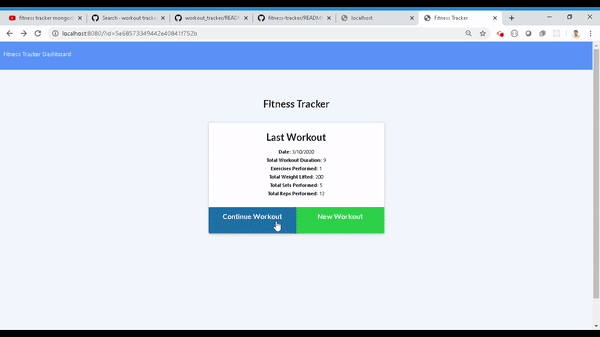 fitness tracker mongo
Search · workout track
workout_tracker/READM
fitness-tracker/READM
localhost
Fitness Tracker
localhost:8080/?id=5e68573349442e40841f752b
Fitness Tracker Dashboard
Fitness Tracker
Last Workout
Date: 3/10/2020
Total Workout Duration: 9
Exercises Performed: 1
Total Weight Lifted: 200
Total Sets Performed: 5
Total Reps Performed: 12
Continue Workout
New Workout